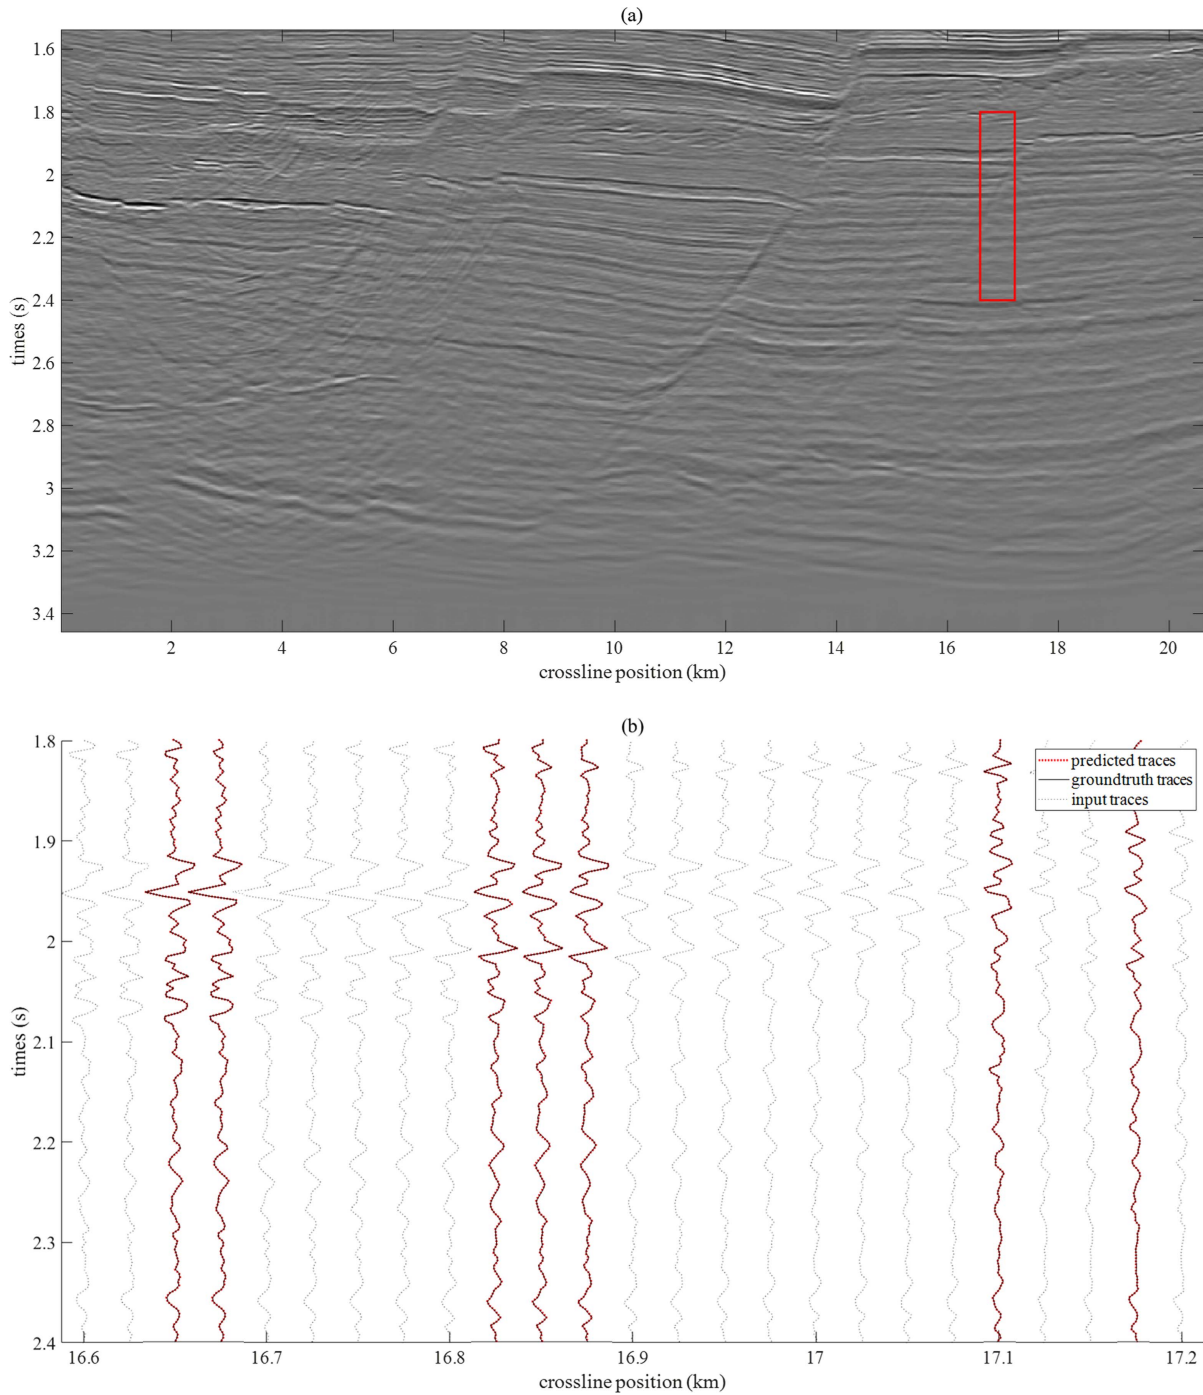 (a)
1.6
1.8
2
2.2
2.4
2.6
2.8
3
3.2
3.4
times (s)
2 4 6 8 10 12 14 16 18 20
crossline position (km)
(b)
1.8
1.9
2
2.1
2.2
2.3
2.4
times (s)
predicted traces
groundtruth traces
input traces
16.6 16.7 16.8 16.9 17 17.1 17.2
crossline position (km)